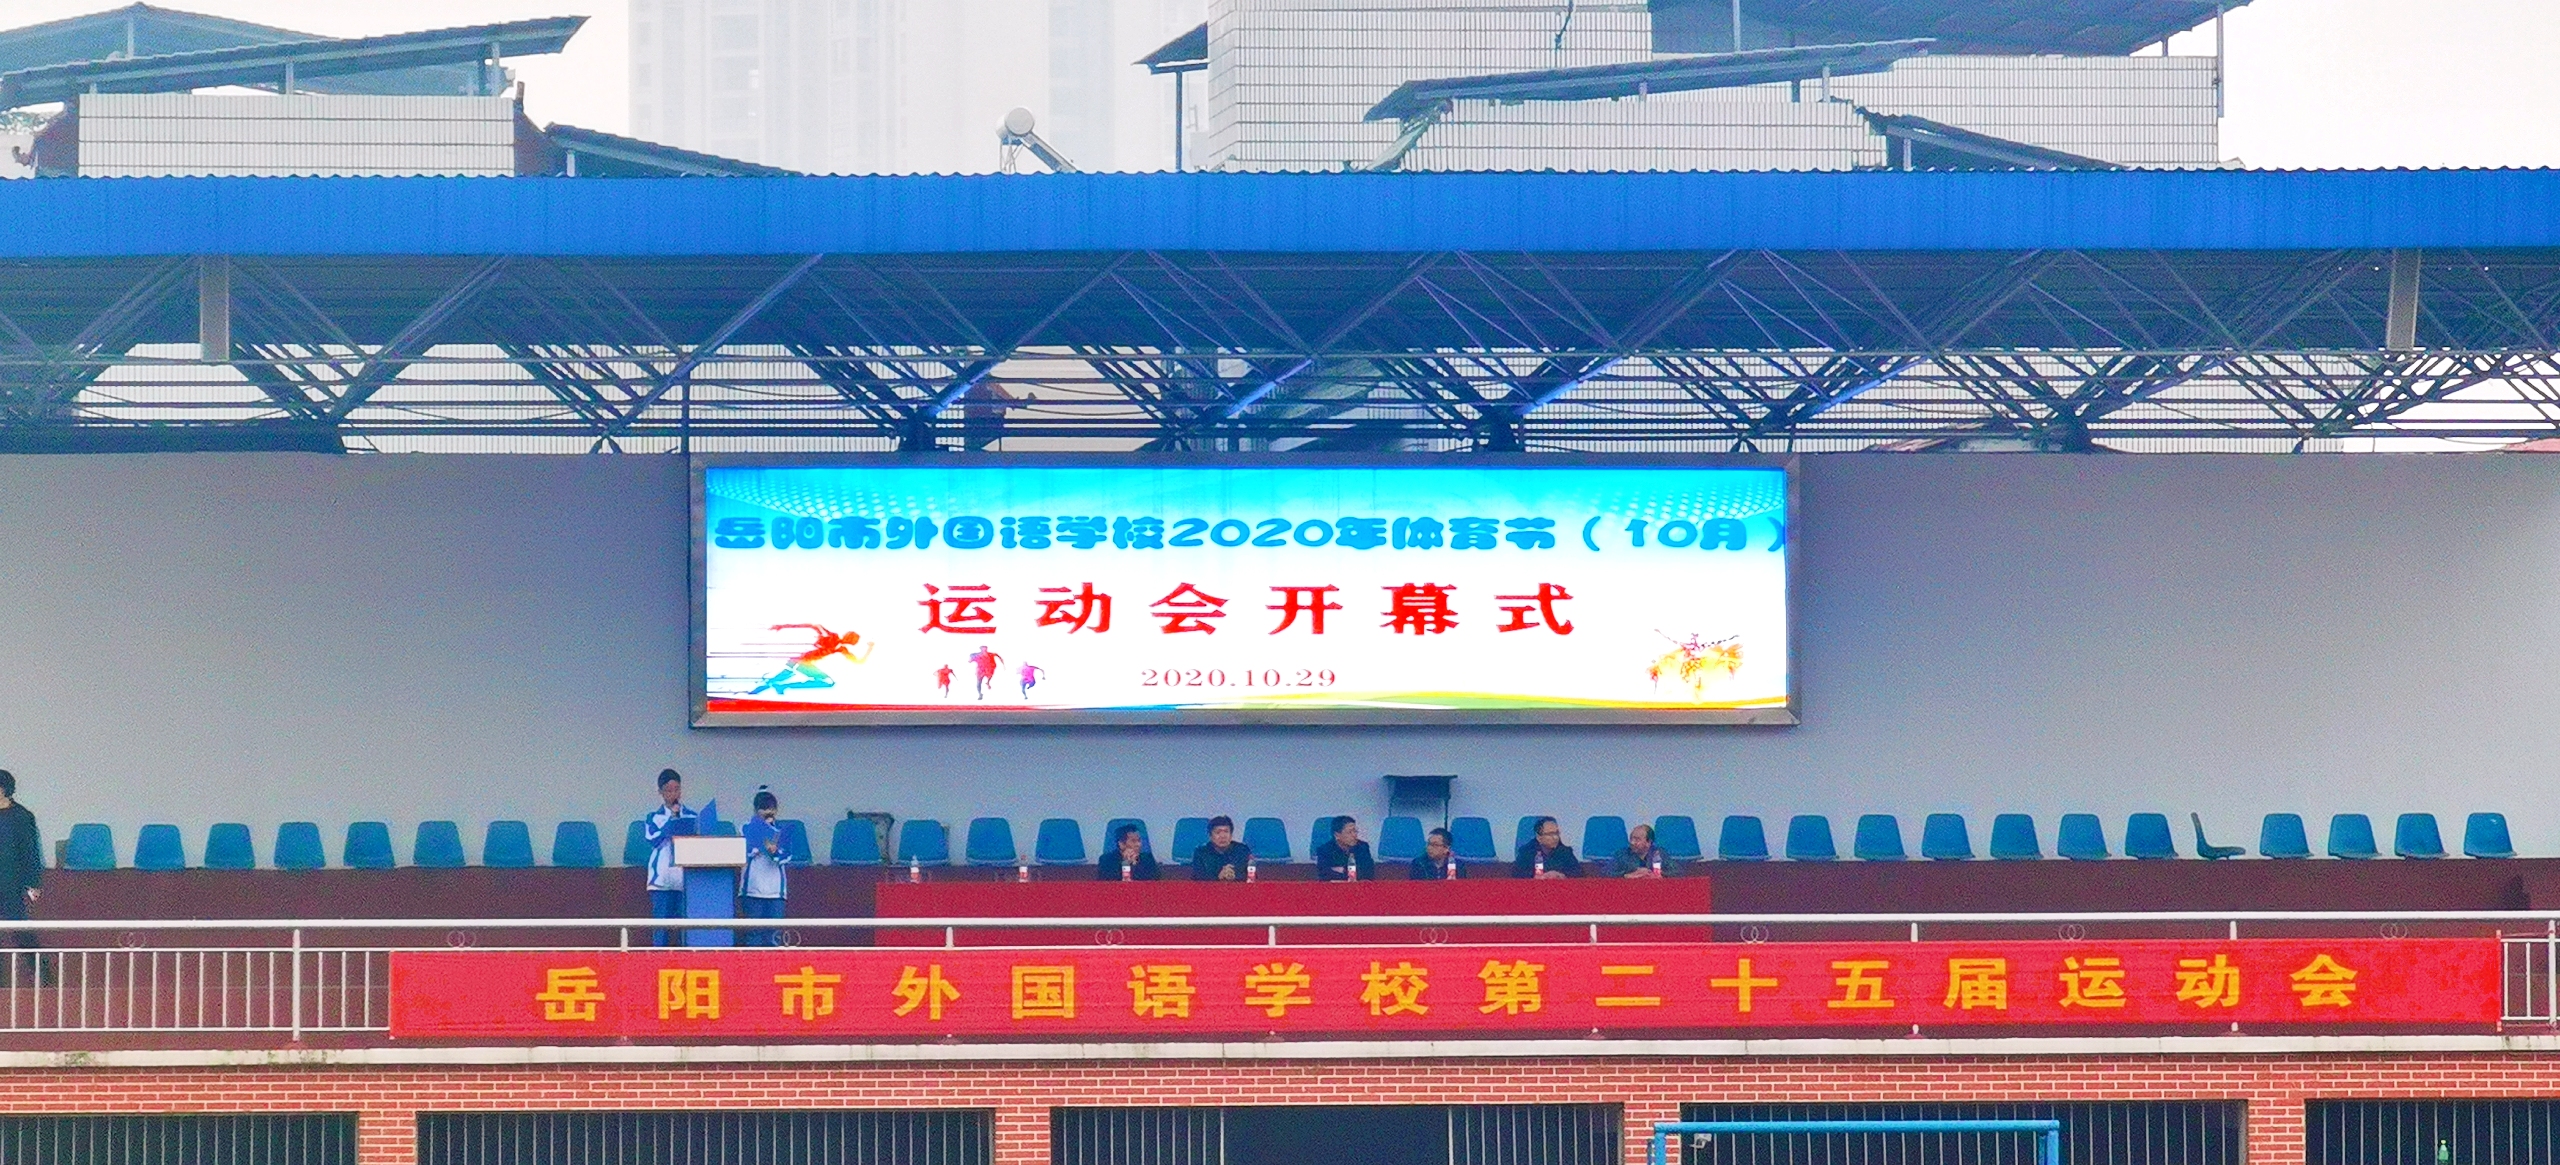 岳阳市外国语学校2020年体育节（10月）
运动会开幕式
2020.10.29
岳阳市外国语学校第二十五届运动会